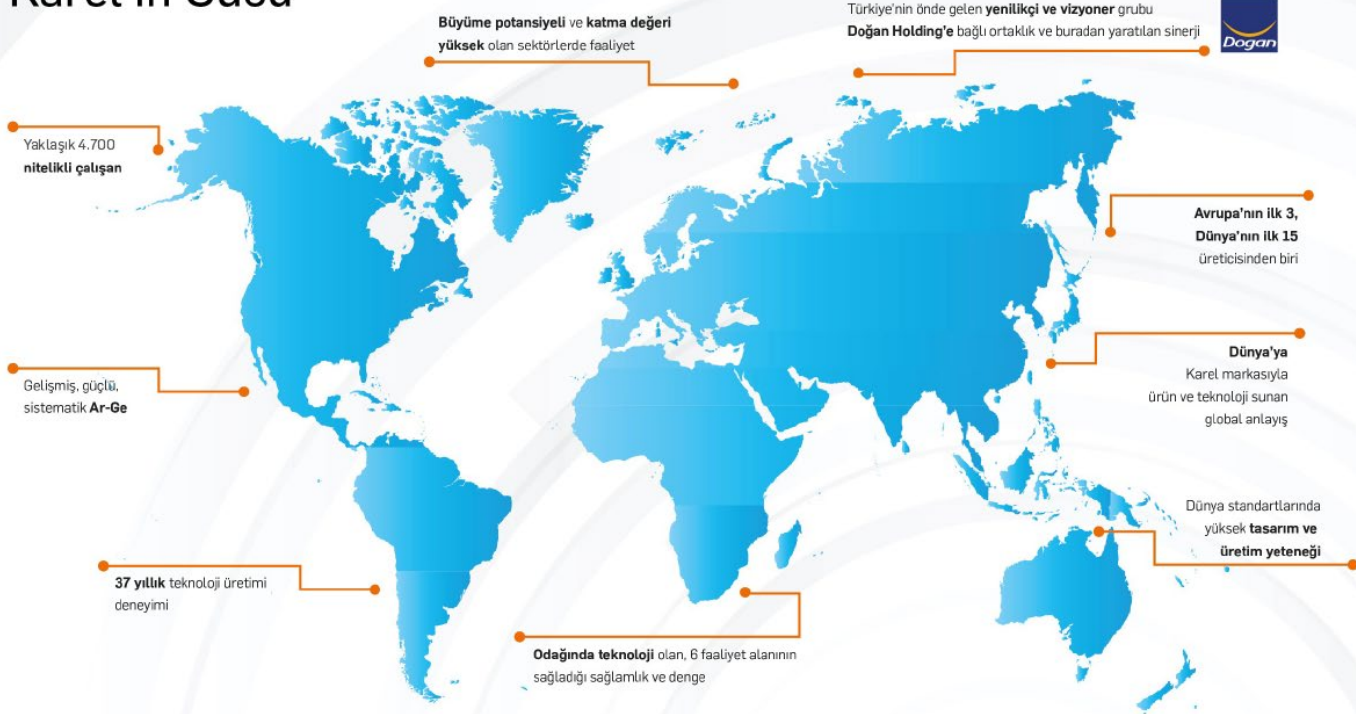 Karel'in Gücü
Büyüme potansiyeli ve katma değeri
yüksek olan sektörlerde faaliyet
Türkiye'nin önde gelen yenilikçi ve vizyoner grubu
Doğan Holding'e bağlı ortaklık ve buradan yaratılan sinerji
Dogan
Yaklaşık 4.700
nitelikli çalışan
Avrupa'nın ilk 3,
Dünya'nın ilk 15
üreticisinden biri
Gelişmiş, güçlü,
sistematik Ar-Ge
Dünya'ya
Karel markasıyla
ürün ve teknoloji sunan
global anlayış
Dünya standartlarında
yüksek tasarım ve
üretim yeteneği
37 yıllık teknoloji üretimi
deneyimi
Odağında teknoloji olan, 6 faaliyet alanının
sağladığı sağlamlık ve denge